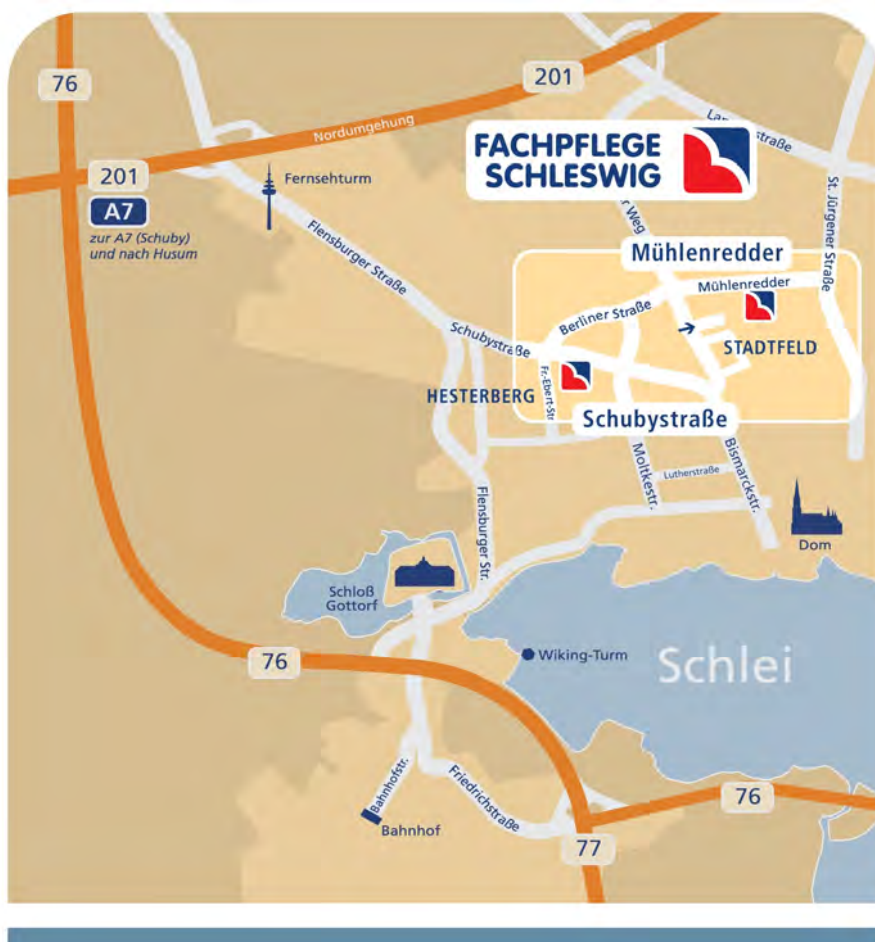 76
201
Nordumgehung
201
A7
zur A7 (Schuby)
und nach Husum
Fernsehturm
FACHPFLEGE
SCHLESWIG
St. Jürgener Straße
Weg
Flensburger Straße
Mühlenredder
Mühlenredder
Berliner Straße
Schubystraße
STADTFELD
HESTERBERG
Fr.-Ebert-Str
Schubystraße
Moltkestr.
Lutherstraße
Bismarckstr.
Flensburger Str.
Dom
Schloß
Gottorf
76
Wiking-Turm
Schlei
Bahnhofstr.
Friedrichstraße
Bahnhof
76
77